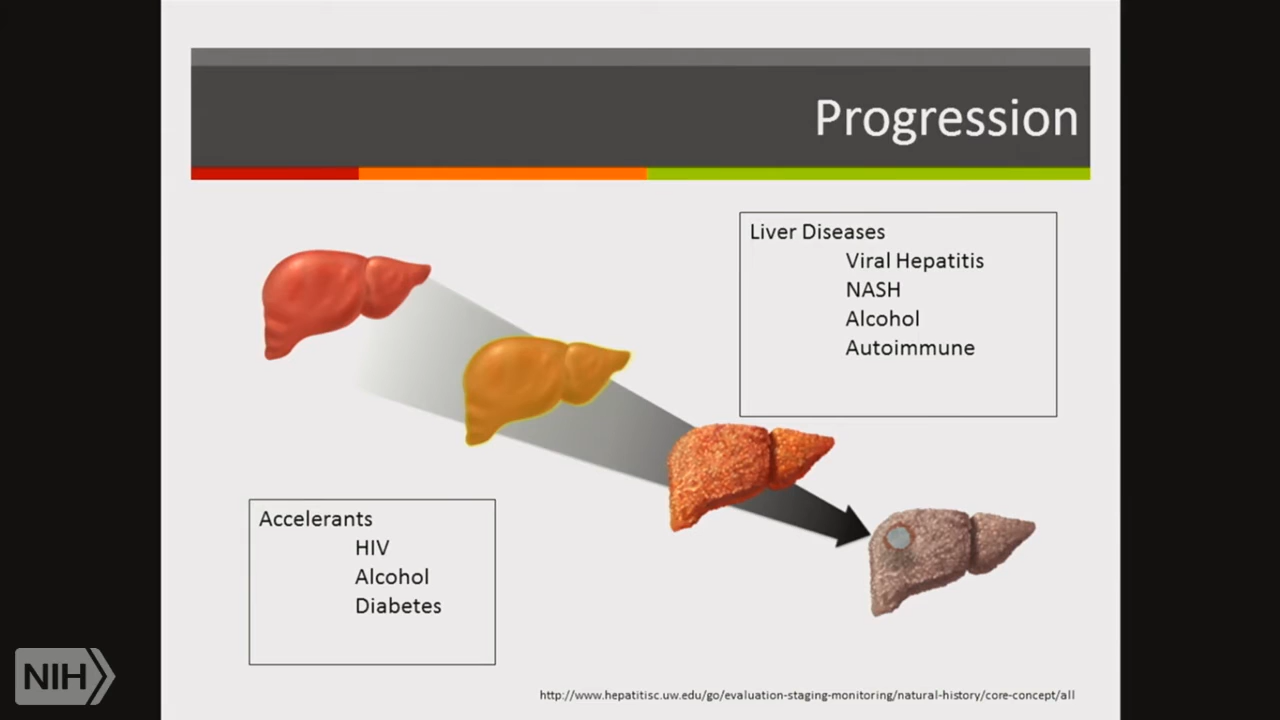 Progression
Liver Diseases
Viral Hepatitis
NASH
Alcohol
Autoimmune
Accelerants
HIV
Alcohol
Diabetes
NIH
http://www.hepatitisc.uw.edu/go/evaluation-staging-monitoring/natural-history/core-concept/all